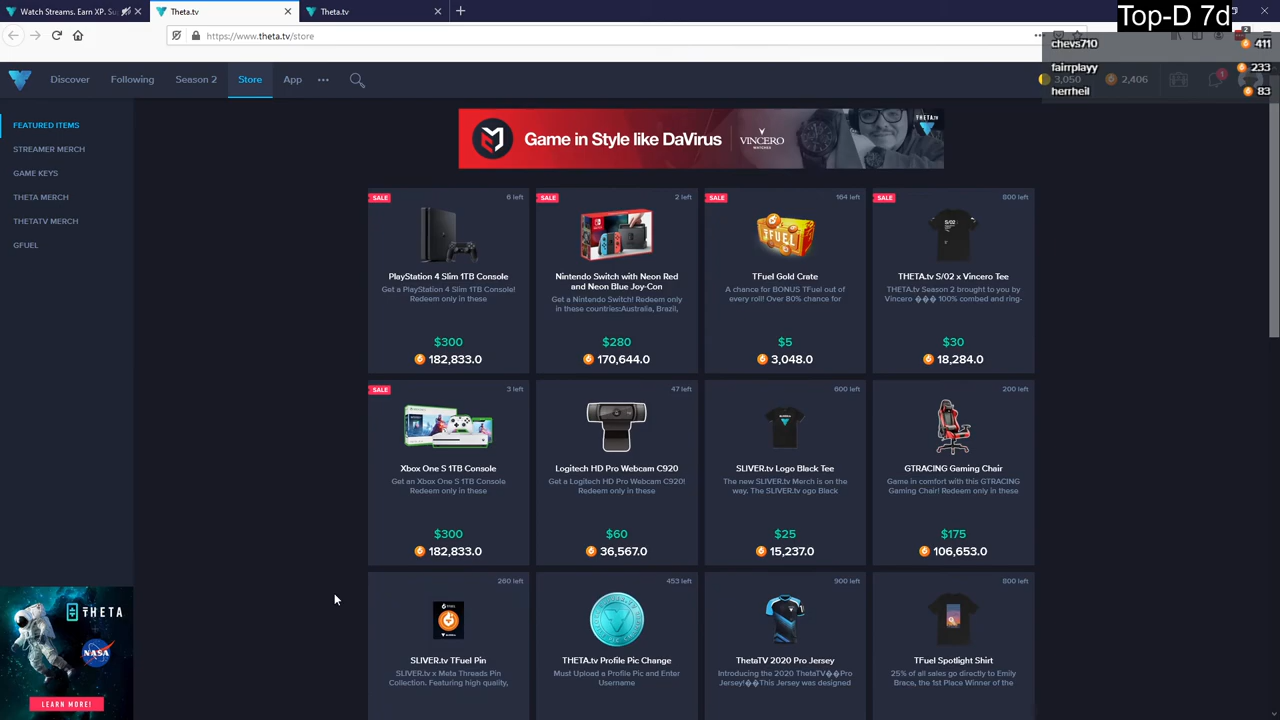 Watch Streams. Earn XP. Su
Theta.tv
Theta.tv
Top-D 7d
https://www.theta.tv/store
chevs710 411
fairrplayy 233
herrheil 83
Discover
Following
Season 2
Store
App
3,050
2,406
1
FEATURED ITEMS
STREAMER MERCH
GAME KEYS
THETA MERCH
THETATV MERCH
GFUEL
Game in Style like DaVirus
VINCERO
WATCHES
THETA.tv
SALE
6 left
PlayStation 4 Slim 1TB Console
Get a PlayStation 4 Slim 1TB Console!
Redeem only in these
$300
182,833.0
SALE
2 left
Nintendo Switch with Neon Red
and Neon Blue Joy-Con
Get a Nintendo Switch! Redeem only
in these countries:Australia, Brazil,
$280
170,644.0
SALE
164 left
TFUEL
TFuel Gold Crate
A chance for BONUS TFuel out of
every roll! Over 80% chance for
$5
3,048.0
SALE
800 left
S/02
THETA.tv S/02 x Vincero Tee
THETA.tv Season 2 brought to you by
Vincero ��� 100% combed and ring-
$30
18,284.0
SALE
3 left
Xbox One S 1TB Console
Get an Xbox One S 1TB Console
Redeem only in these
$300
182,833.0
47 left
Logitech HD Pro Webcam C920
Get a Logitech HD Pro Webcam C920!
Redeem only in these
$60
36,567.0
600 left
SLIVER.tv Logo Black Tee
The new SLIVER.tv Merch is on the
way. The SLIVER.tv ogo Black
$25
15,237.0
200 left
GTRACING Gaming Chair
Game in comfort with this GTRACING
Gaming Chair! Redeem only in these
$175
106,653.0
260 left
SLIVER.tv TFuel Pin
SLIVER.tv x Meta Threads Pin
Collection. Featuring high quality,
453 left
THETA.tv Profile Pic Change
Must Upload a Profile Pic and Enter
Username
900 left
ThetaTV 2020 Pro Jersey
Introducing the 2020 ThetaTV��Pro
Jersey!��This Jersey was designed
800 left
TFuel Spotlight Shirt
25% of all sales go directly to Emily
Brace, the 1st Place Winner of the
THETA
NASA
LEARN MORE!